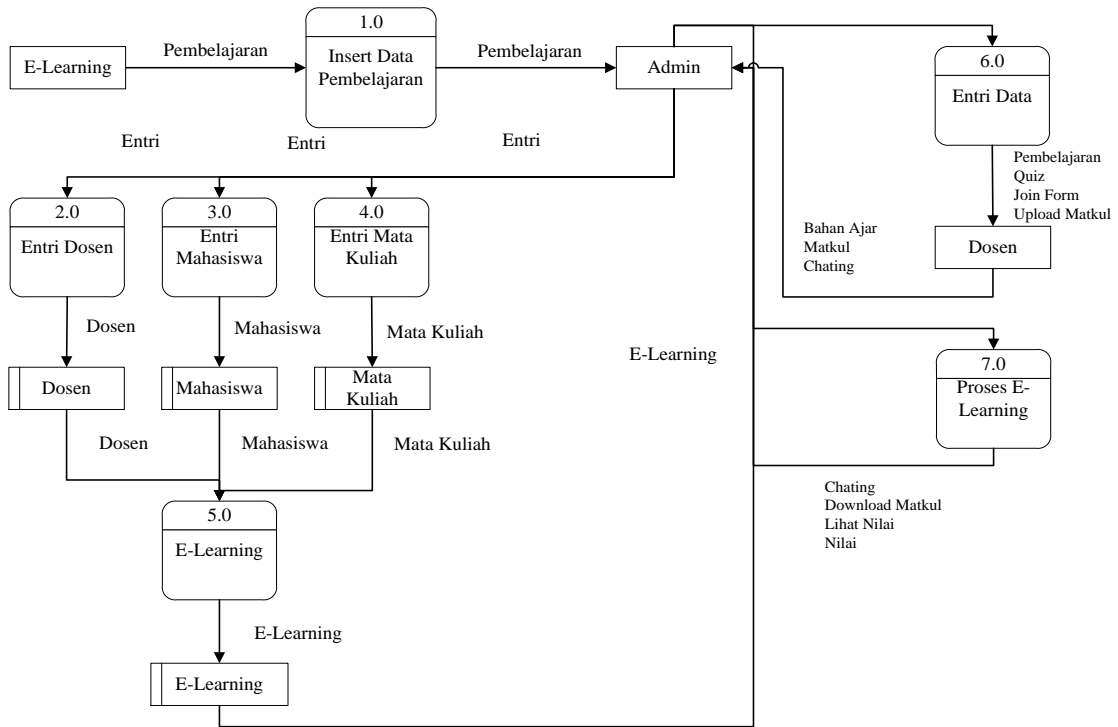 1.0
Insert Data
Pembelajaran
E-Learning
Pembelajaran
Pembelajaran
Admin
6.0
Entri Data
Entri
Entri
Entri
Pembelajaran
Quiz
Join Form
Upload Matkul
2.0
Entri Dosen
3.0
Entri
Mahasiswa
4.0
Entri Mata
Kuliah
Bahan Ajar
Matkul
Chating
Dosen
Dosen
Mahasiswa
Mata Kuliah
E-Learning
7.0
Proses E-
Learning
Dosen
Mahasiswa
Mata
Kuliah
Dosen
Mahasiswa
Mata Kuliah
Chating
Download Matkul
Lihat Nilai
Nilai
5.0
E-Learning
E-Learning
E-Learning